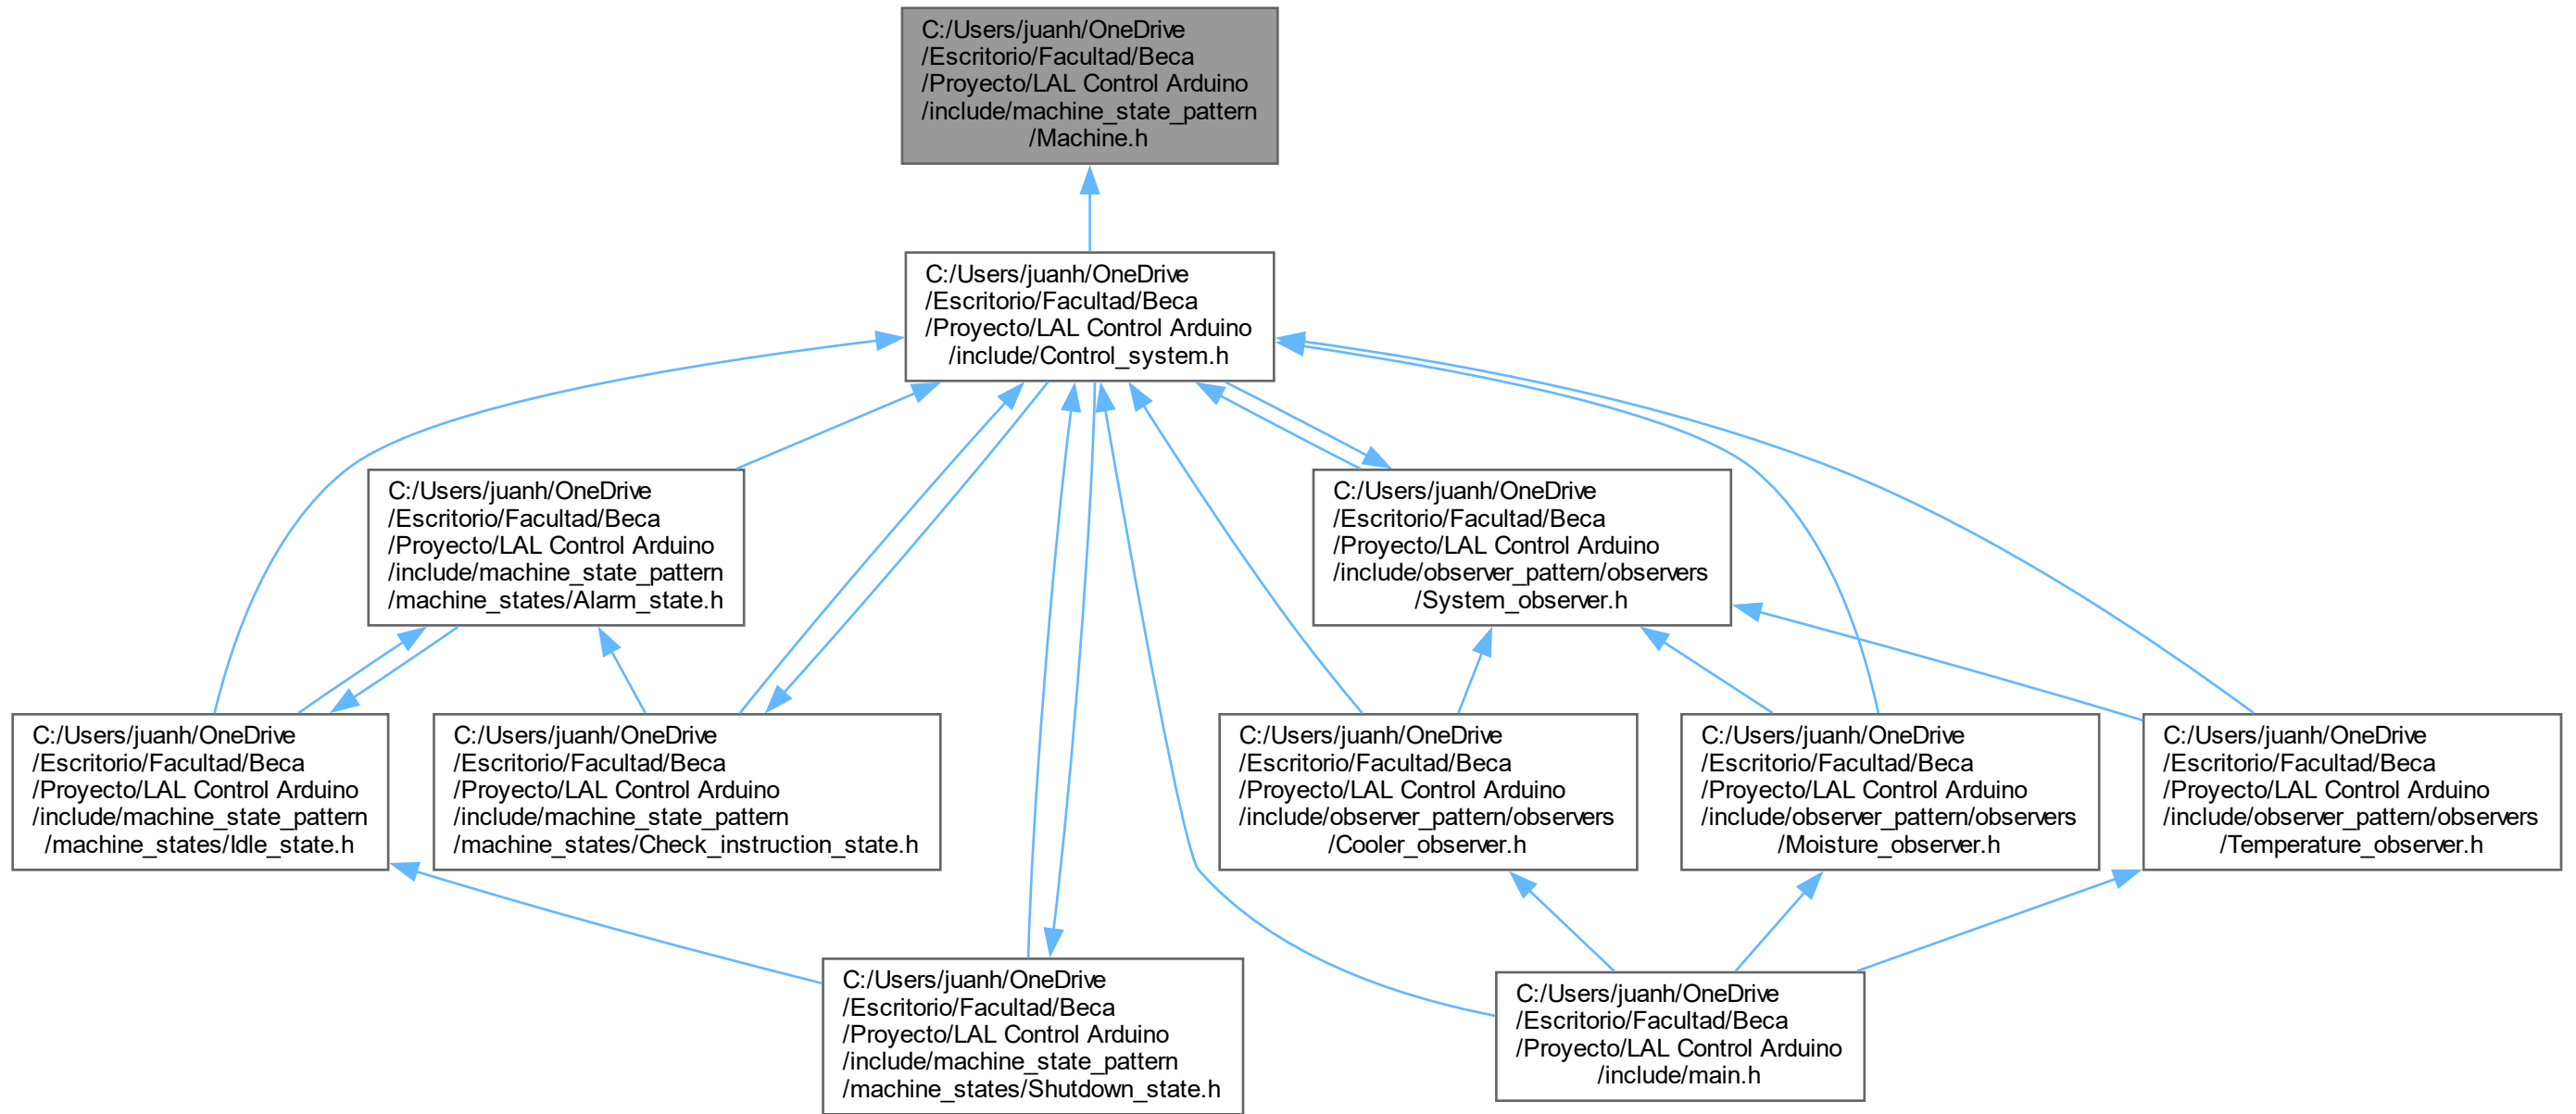 C:/Users/juanh/OneDrive
/Escritorio/Facultad/Beca
/Proyecto/LAL Control Arduino
/include/machine_state_pattern
/Machine.h
C:/Users/juanh/OneDrive
/Escritorio/Facultad/Beca
/Proyecto/LAL Control Arduino
/include/Control_system.h
C:/Users/juanh/OneDrive
/Escritorio/Facultad/Beca
/Proyecto/LAL Control Arduino
/include/machine_state_pattern
/machine_states/Alarm_state.h
C:/Users/juanh/OneDrive
/Escritorio/Facultad/Beca
/Proyecto/LAL Control Arduino
/include/observer_pattern/observers
/System_observer.h
C:/Users/juanh/OneDrive
/Escritorio/Facultad/Beca
/Proyecto/LAL Control Arduino
/include/machine_state_pattern
/machine_states/Idle_state.h
C:/Users/juanh/OneDrive
/Escritorio/Facultad/Beca
/Proyecto/LAL Control Arduino
/include/machine_state_pattern
/machine_states/Check_instruction_state.h
C:/Users/juanh/OneDrive
/Escritorio/Facultad/Beca
/Proyecto/LAL Control Arduino
/include/observer_pattern/observers
/Cooler_observer.h
C:/Users/juanh/OneDrive
/Escritorio/Facultad/Beca
/Proyecto/LAL Control Arduino
/include/observer_pattern/observers
/Moisture_observer.h
C:/Users/juanh/OneDrive
/Escritorio/Facultad/Beca
/Proyecto/LAL Control Arduino
/include/observer_pattern/observers
/Temperature_observer.h
C:/Users/juanh/OneDrive
/Escritorio/Facultad/Beca
/Proyecto/LAL Control Arduino
/include/machine_state_pattern
/machine_states/Shutdown_state.h
C:/Users/juanh/OneDrive
/Escritorio/Facultad/Beca
/Proyecto/LAL Control Arduino
/include/main.h